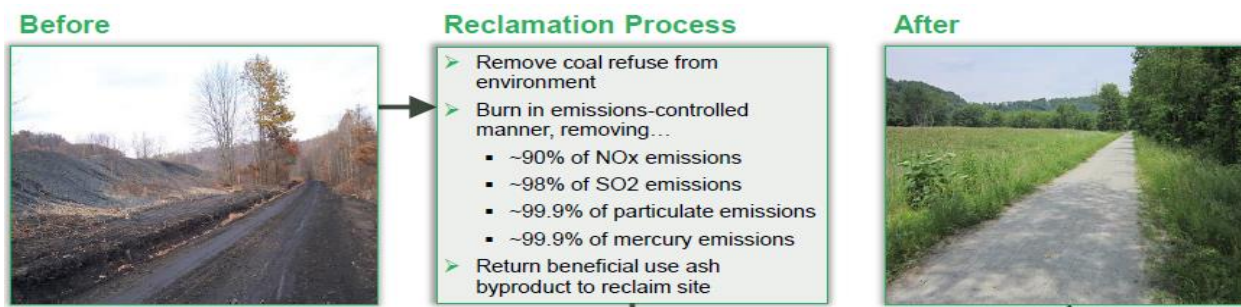 Before
Reclamation Process
After
➢ Remove coal refuse from
environment
➢ Burn in emissions-controlled
manner, removing…
▪ ~90% of NOx emissions
▪ ~98% of SO2 emissions
▪ ~99.9% of particulate emissions
▪ ~99.9% of mercury emissions
➢ Return beneficial use ash
byproduct to reclaim site